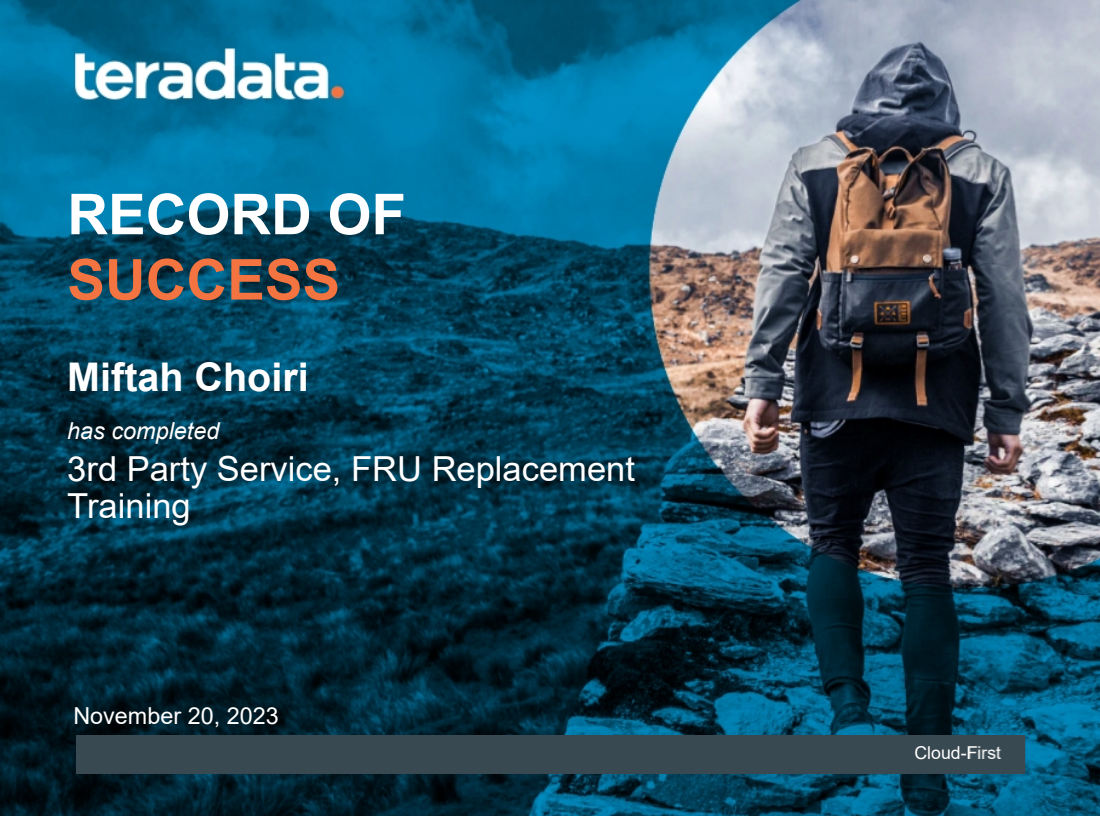 teradata.
RECORD OF
SUCCESS
Miftah Choiri
has completed
3rd Party Service, FRU Replacement
Training
November 20, 2023
Cloud-First